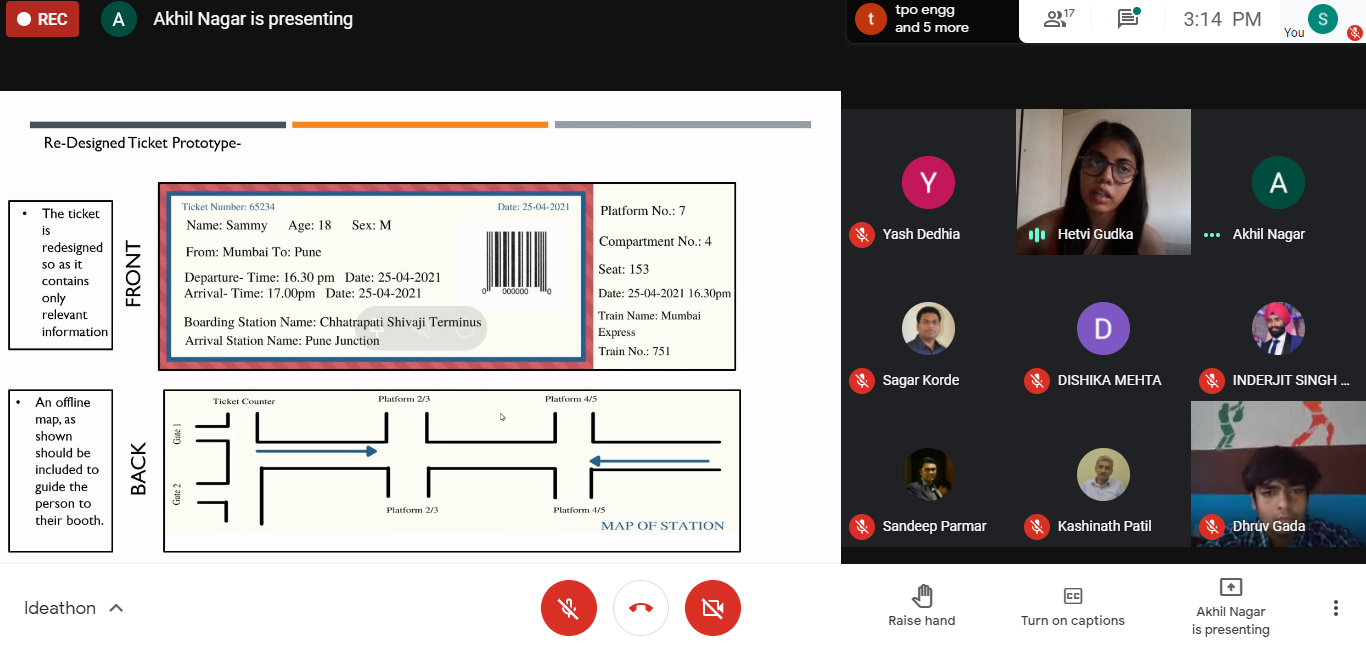 REC
A
Akhil Nagar is presenting
t
tpo engg
and 5 more
17
3:14 PM
You
S
Re-Designed Ticket Prototype-
• The ticket
is
redesigned
so as it
contains
only
relevant
information
FRONT
Ticket Number: 65234
Date: 25-04-2021
Name: Sammy Age: 18 Sex: M
From: Mumbai To: Pune
Departure- Time: 16.30 pm Date: 25-04-2021
Arrival- Time: 17.00pm Date: 25-04-2021
0 000000 0
Boarding Station Name: Chhatrapati Shivaji Terminus
Arrival Station Name: Pune Junction
Platform No.: 7
Compartment No.: 4
Seat: 153
Date: 25-04-2021 16.30pm
Train Name: Mumbai
Express
Train No.: 751
• An offline
map, as
shown
should be
included to
guide the
person to
their booth.
BACK
Ticket Counter
Platform 2/3
Platform 4/5
Gate 1
Gate 2
Platform 2/3
Platform 4/5
MAP OF STATION
Y
Yash Dedhia
Hetvi Gudka
A
Akhil Nagar
Sagar Korde
D
DISHIKA MEHTA
INDERJIT SINGH ...
Sandeep Parmar
Kashinath Patil
Dhruv Gada
Ideathon
Raise hand
CC
Turn on captions
Akhil Nagar
is presenting